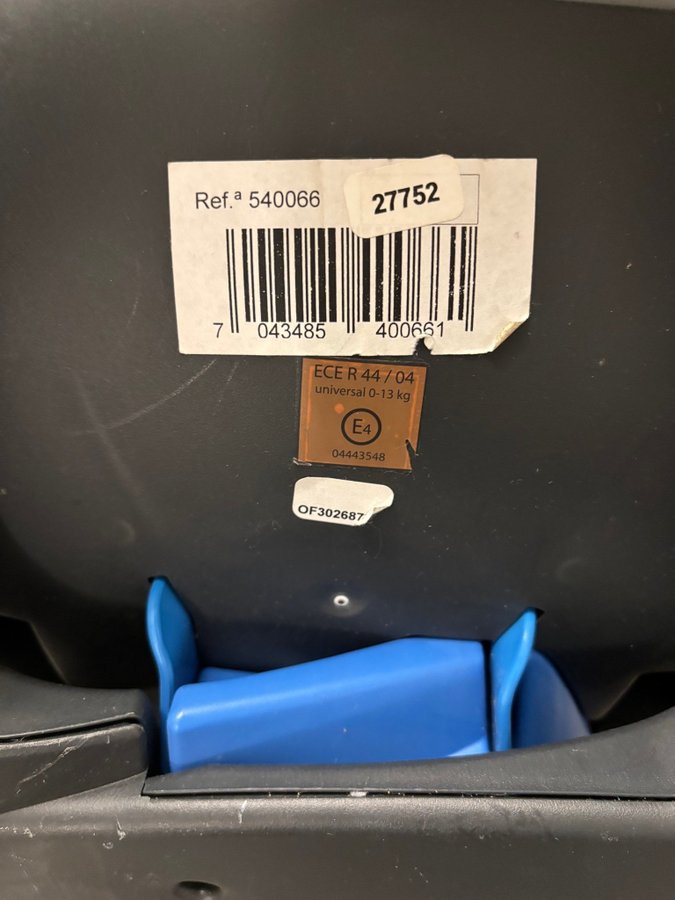 Ref.ª 540066
27752
7 043485 400661
ECE R 44 / 04
universal 0-13 kg
E4
04443548
OF302687